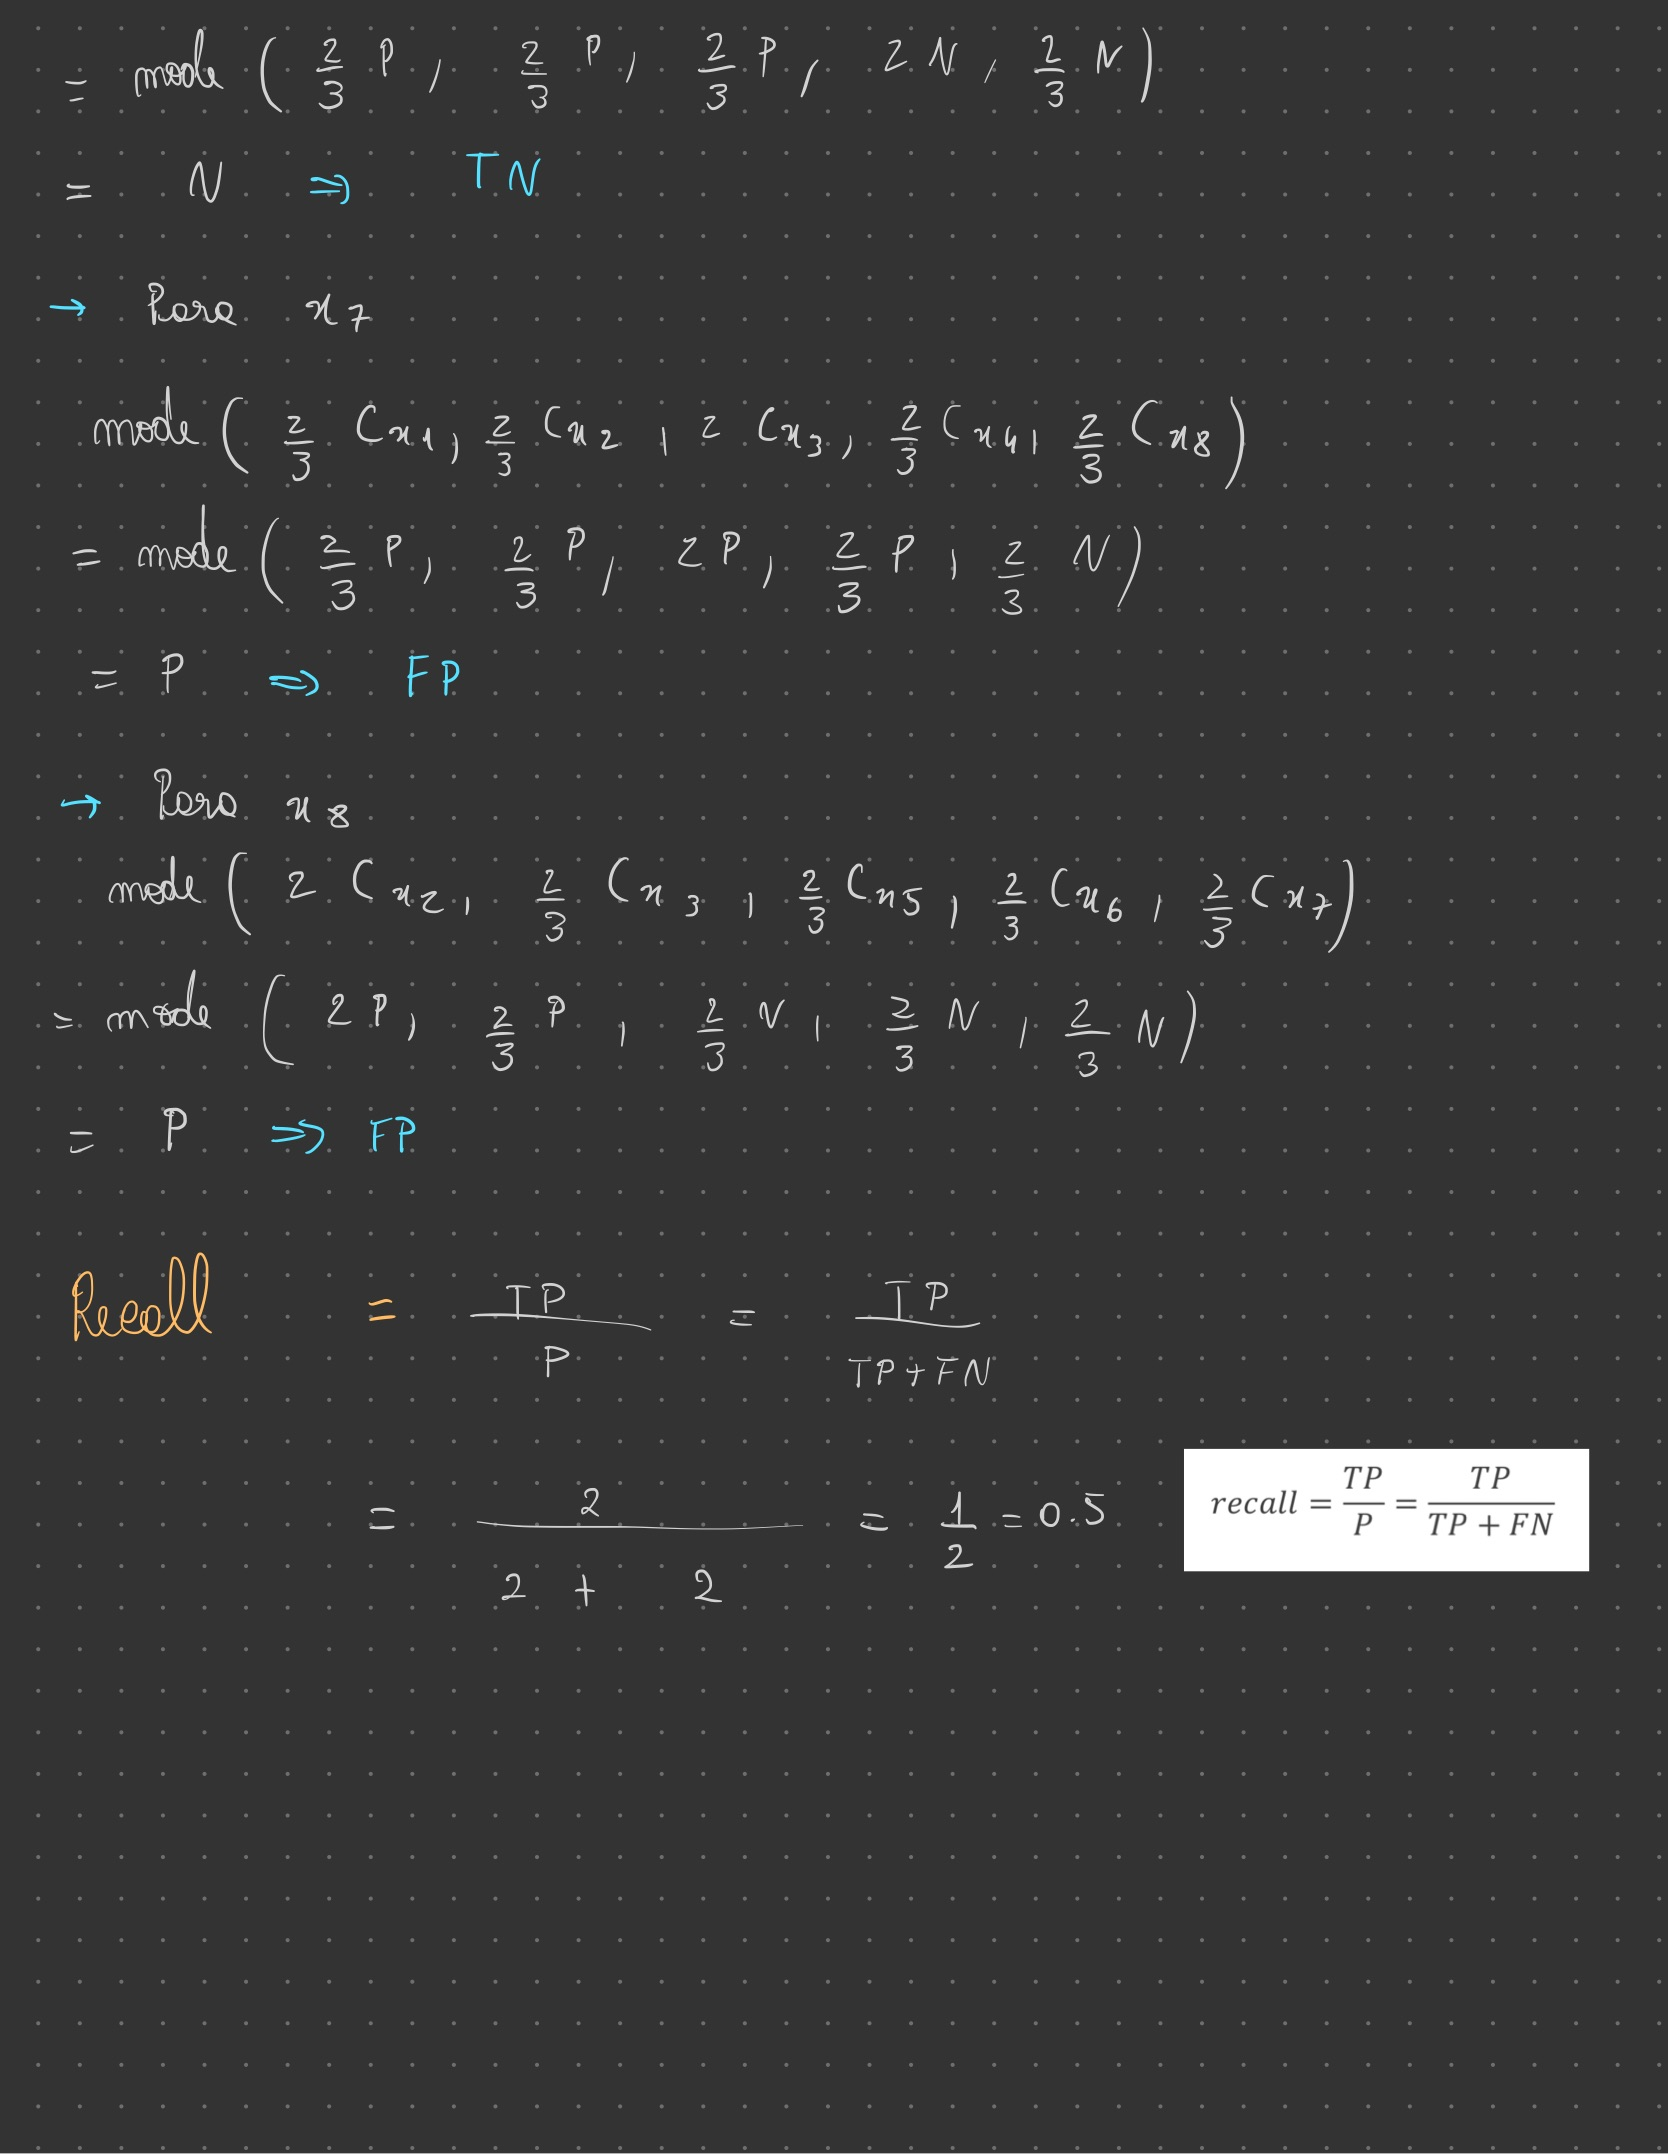 = mode ( 2/3 P , 2/3 P , 2/3 P , 2 N , 2/3 N )
= N ⇒ TN
→ Para x7
mode ( 2/3 Cx1 , 2/3 Cx2 , 2 Cx3 , 2/3 Cx4 , 2/3 Cx8 )
= mode ( 2/3 P , 2/3 P , 2P , 2/3 P , 2/3 N )
= P ⇒ FP
→ Para x8
mode ( 2 Cx2 , 2/3 Cx3 , 2/3 Cx5 , 2/3 Cx6 , 2/3 Cx7 )
= mode ( 2P , 2/3 P , 2/3 N , 2/3 N , 2/3 N )
= P ⇒ FP
Recall = TP/P = TP/(TP+FN)
= 2/(2 + 2) = 1/2 = 0.5
recall = TP/P = TP/(TP + FN)